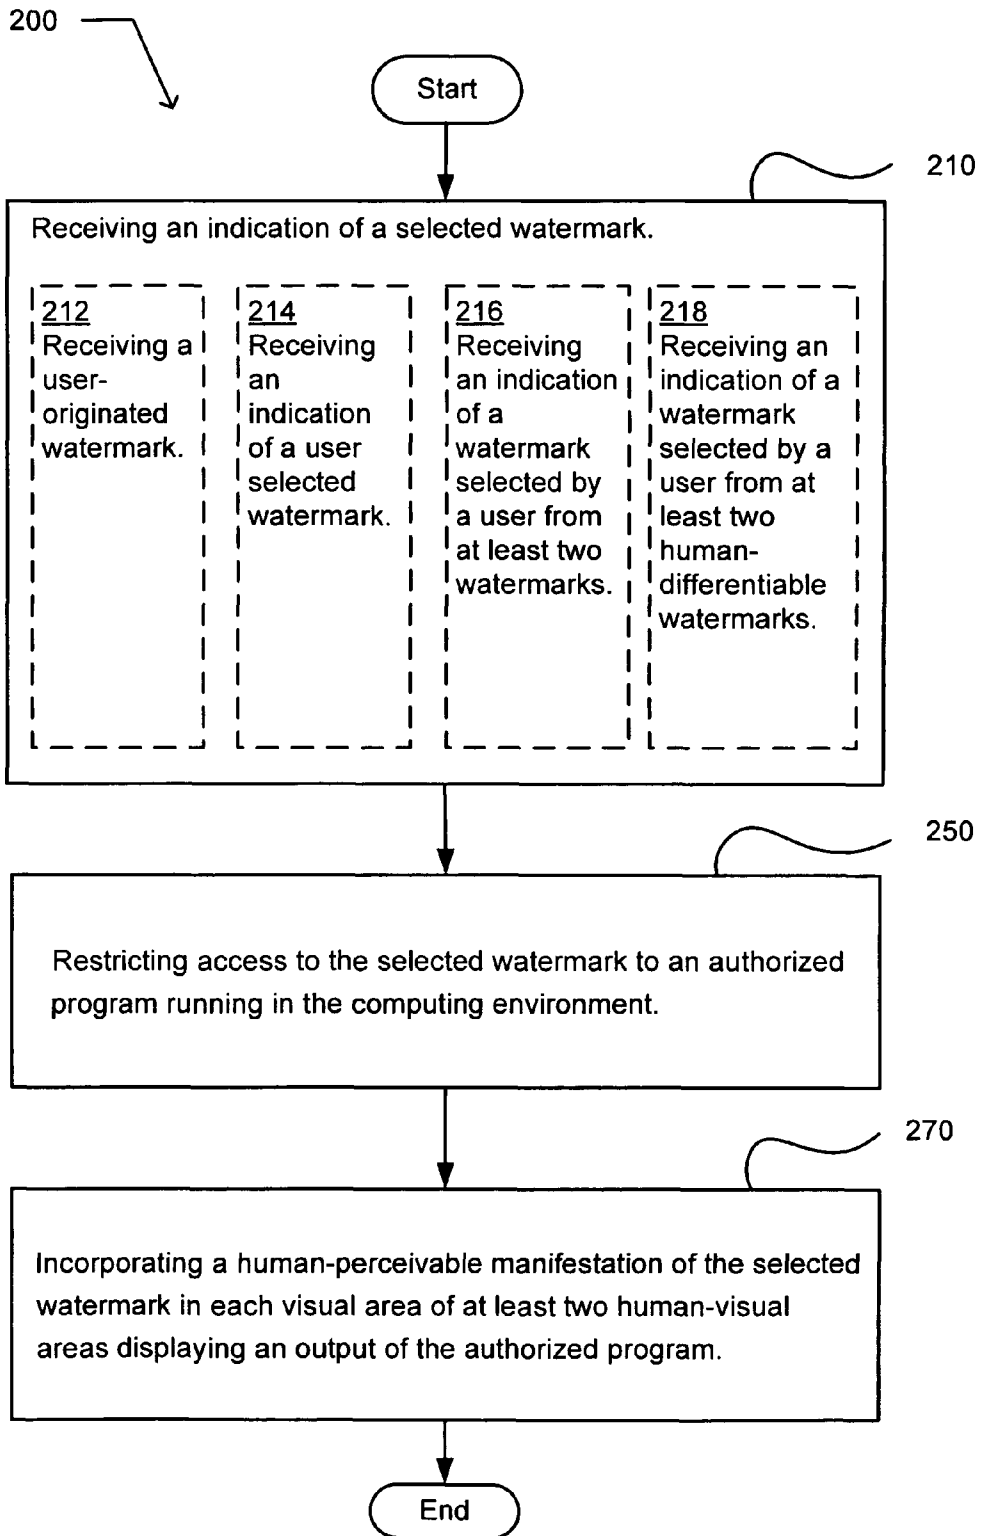 200
Start
210
Receiving an indication of a selected watermark.
212
Receiving a
user-
originated
watermark.
214
Receiving
an
indication
of a user
selected
watermark.
216
Receiving
an indication
of a
watermark
selected by
a user from
at least two
watermarks.
218
Receiving an
indication of a
watermark
selected by a
user from at
least two
human-
differentiable
watermarks.
250
Restricting access to the selected watermark to an authorized
program running in the computing environment.
270
Incorporating a human-perceivable manifestation of the selected
watermark in each visual area of at least two human-visual
areas displaying an output of the authorized program.
End